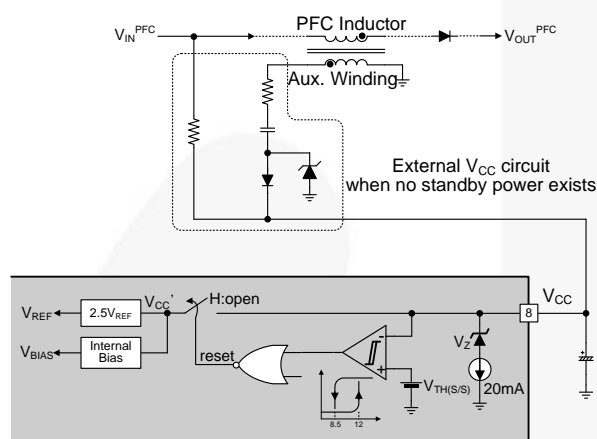 PFC Inductor
V_IN^PFC
V_OUT^PFC
Aux. Winding
External V_CC circuit
when no standby power exists
V_REF
2.5V_REF
V_CC'
H:open
8
V_CC
V_BIAS
Internal
Bias
reset
-
+
V_Z
V_TH(S/S)
20mA
8.5 12
+